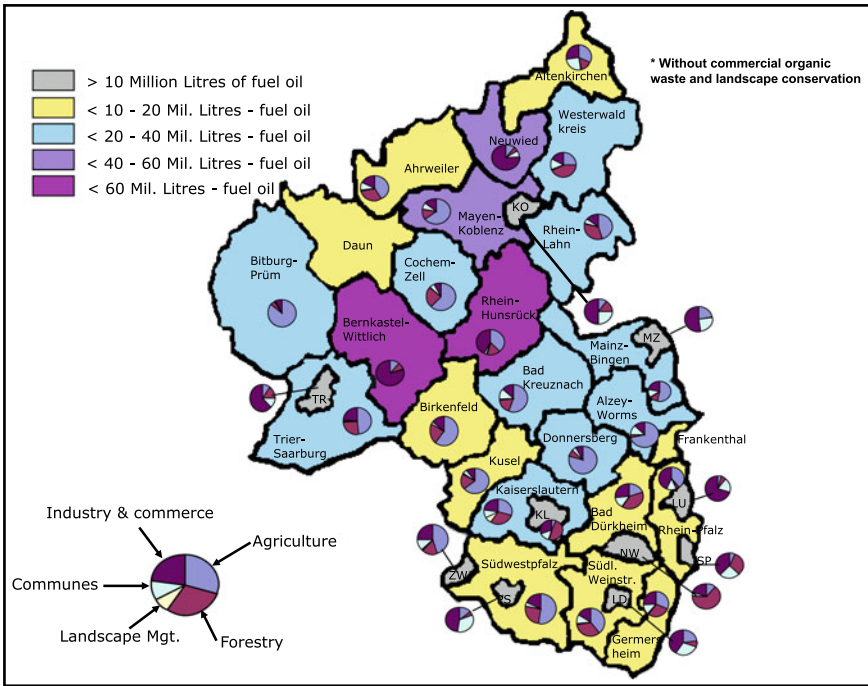 * Without commercial organic
waste and landscape conservation
> 10 Million Litres of fuel oil
< 10 - 20 Mil. Litres - fuel oil
< 20 - 40 Mil. Litres - fuel oil
< 40 - 60 Mil. Litres - fuel oil
< 60 Mil. Litres - fuel oil
Altenkirchen
Westerwald
kreis
Neuwied
Ahrweiler
KO
Mayen-
Koblenz
Rhein-
Lahn
Daun
Bitburg-
Prüm
Cochem-
Zell
Rhein-
Hunsrück
Bernkastel-
Wittlich
MZ
Mainz-
Bingen
Bad
Kreuznach
Alzey-
Worms
TR
Trier-
Saarburg
Birkenfeld
Donnersberg
Frankenthal
Kusel
Kaiserslautern
KL
Bad
Dürkheim
LU
Rhein-Pfalz
SP
NW
ZW
Südwestpfalz
Südl.
Weinstr.
PS
LD
Germers
heim
Industry & commerce
Agriculture
Communes
Landscape Mgt.
Forestry